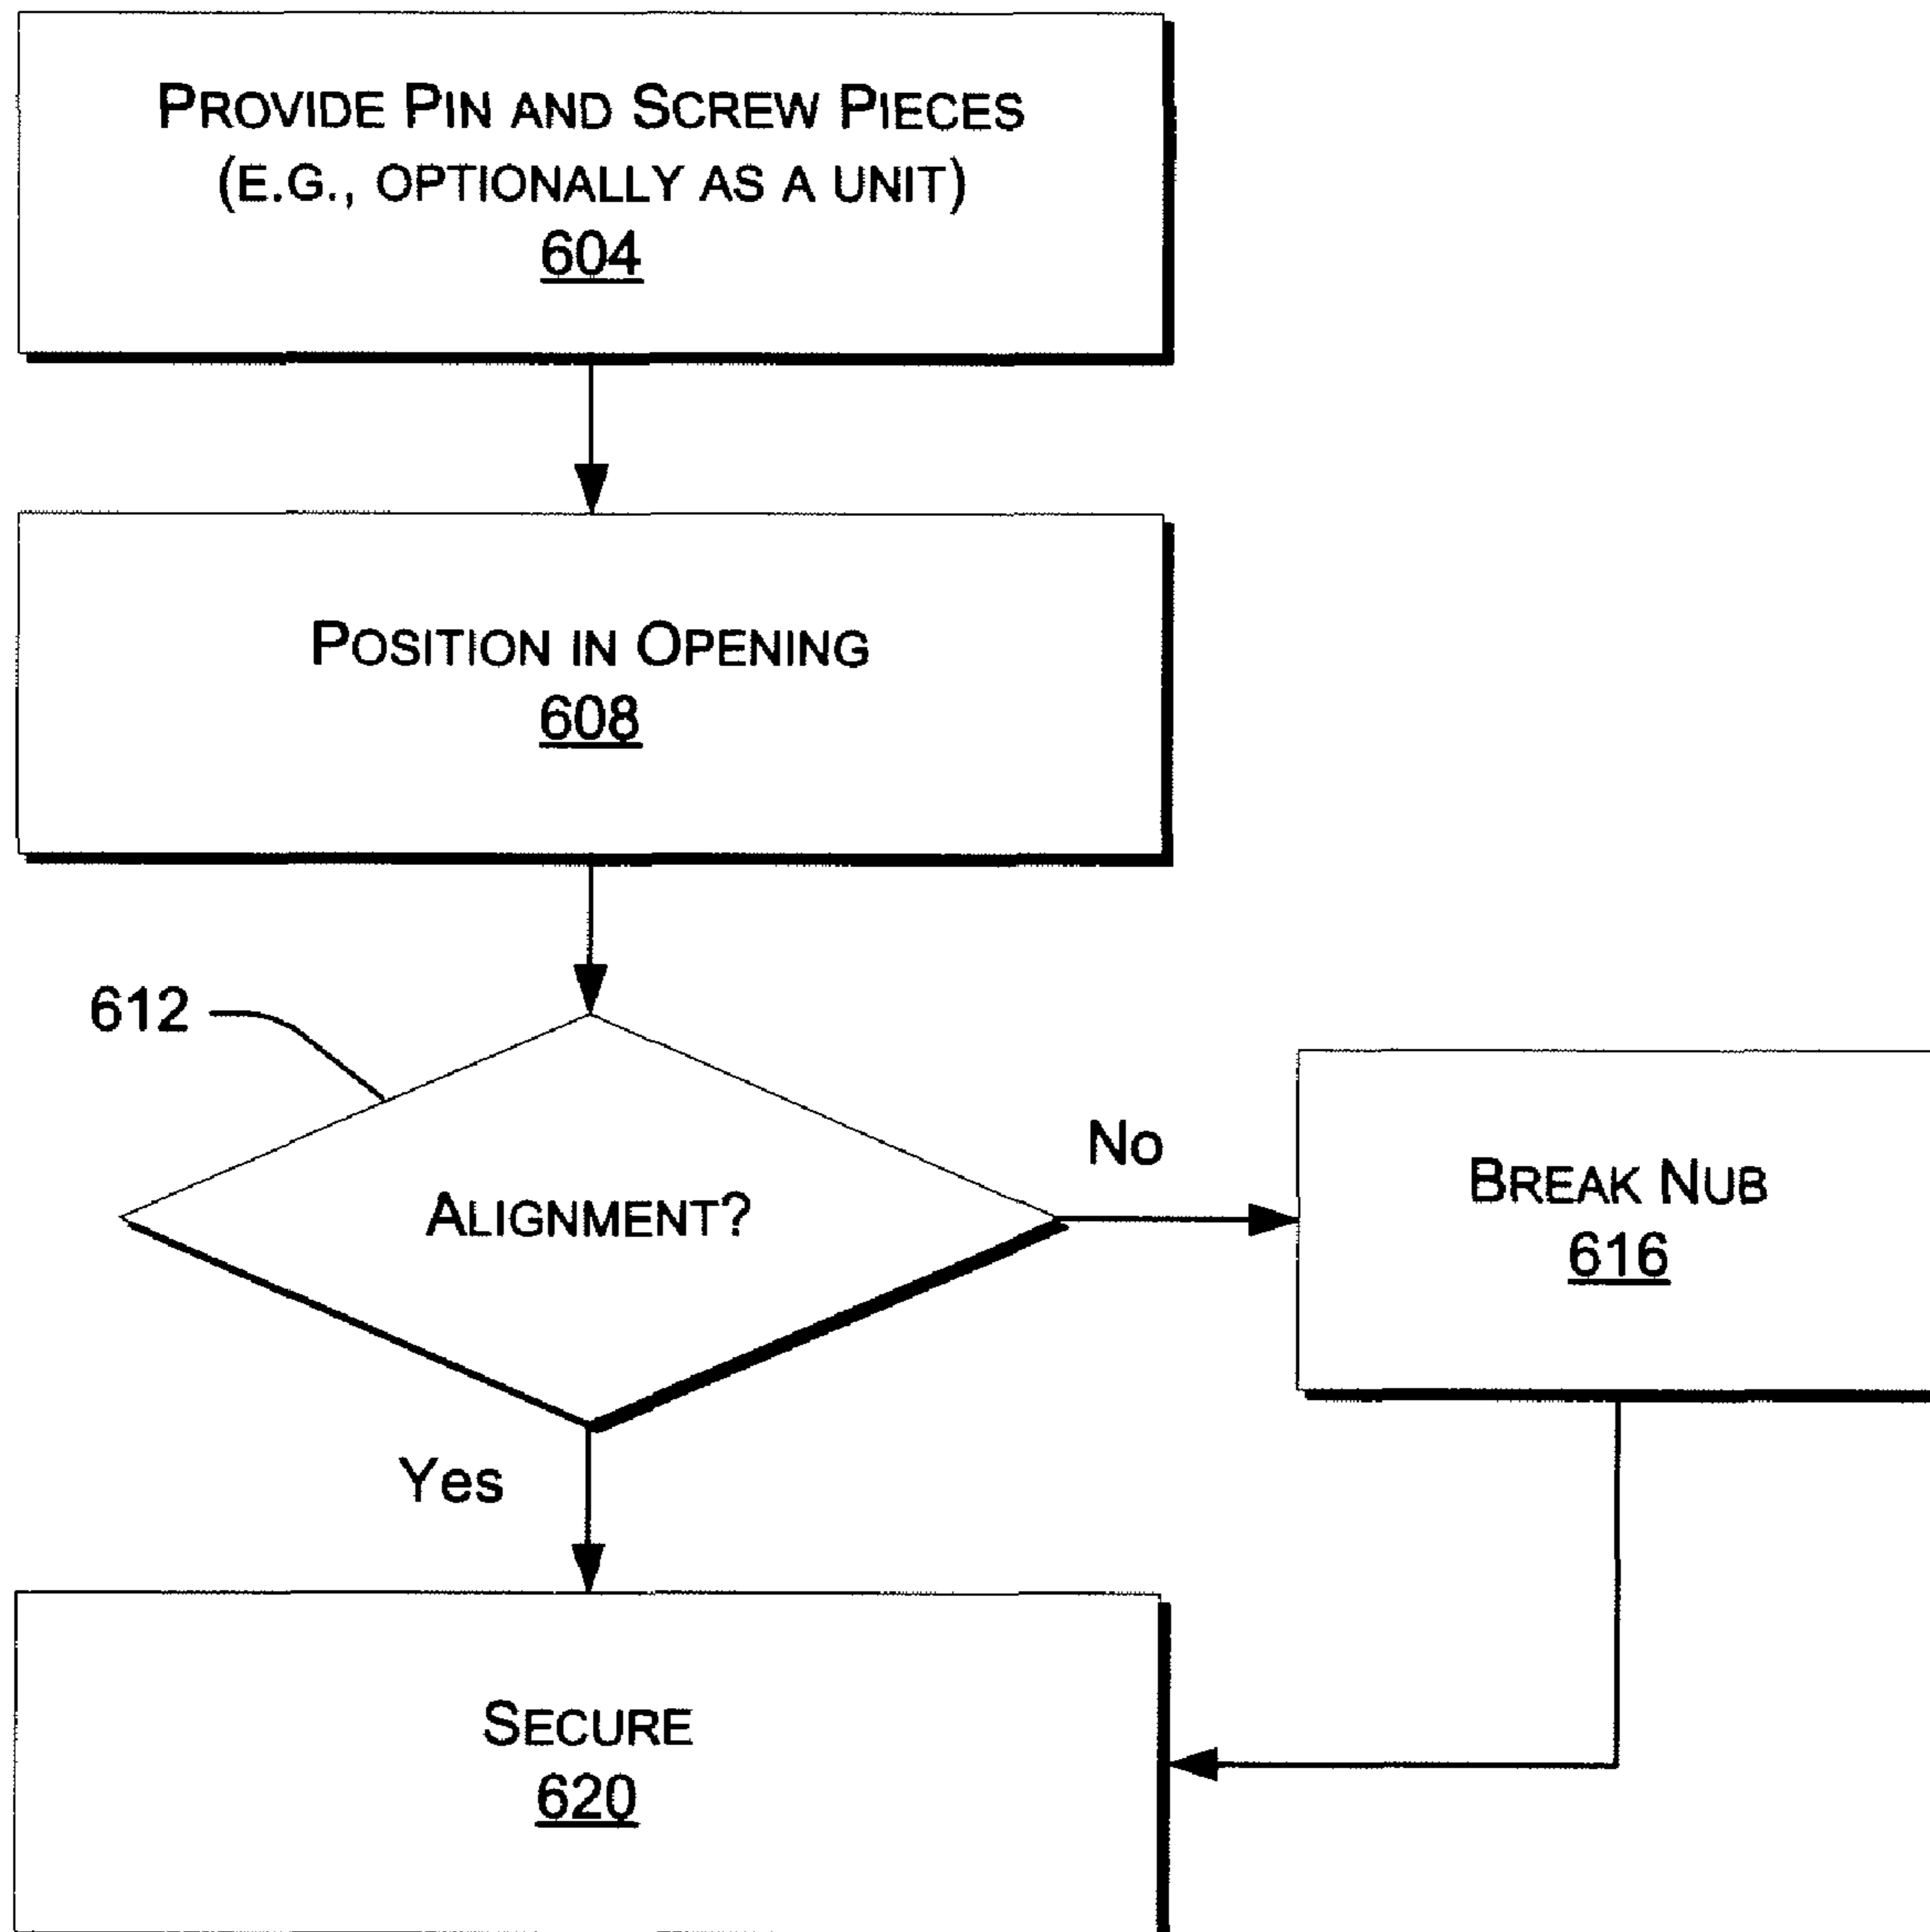 PROVIDE PIN AND SCREW PIECES
(E.G., OPTIONALLY AS A UNIT)
604
POSITION IN OPENING
608
612
ALIGNMENT?
No
BREAK NUB
616
Yes
SECURE
620